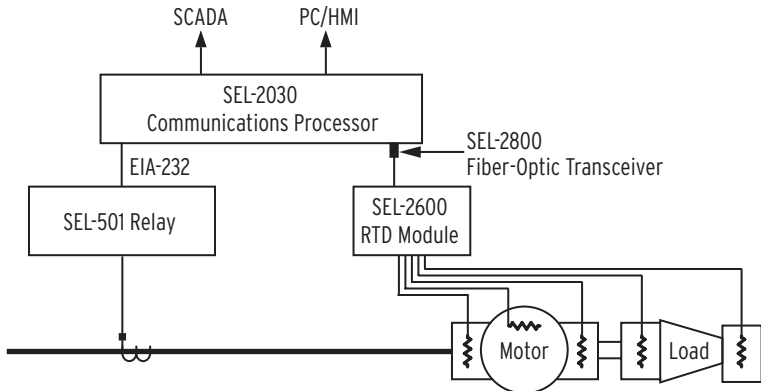 SCADA
PC/HMI
SEL-2030
Communications Processor
SEL-2800
Fiber-Optic Transceiver
EIA-232
SEL-501 Relay
SEL-2600
RTD Module
Motor
Load